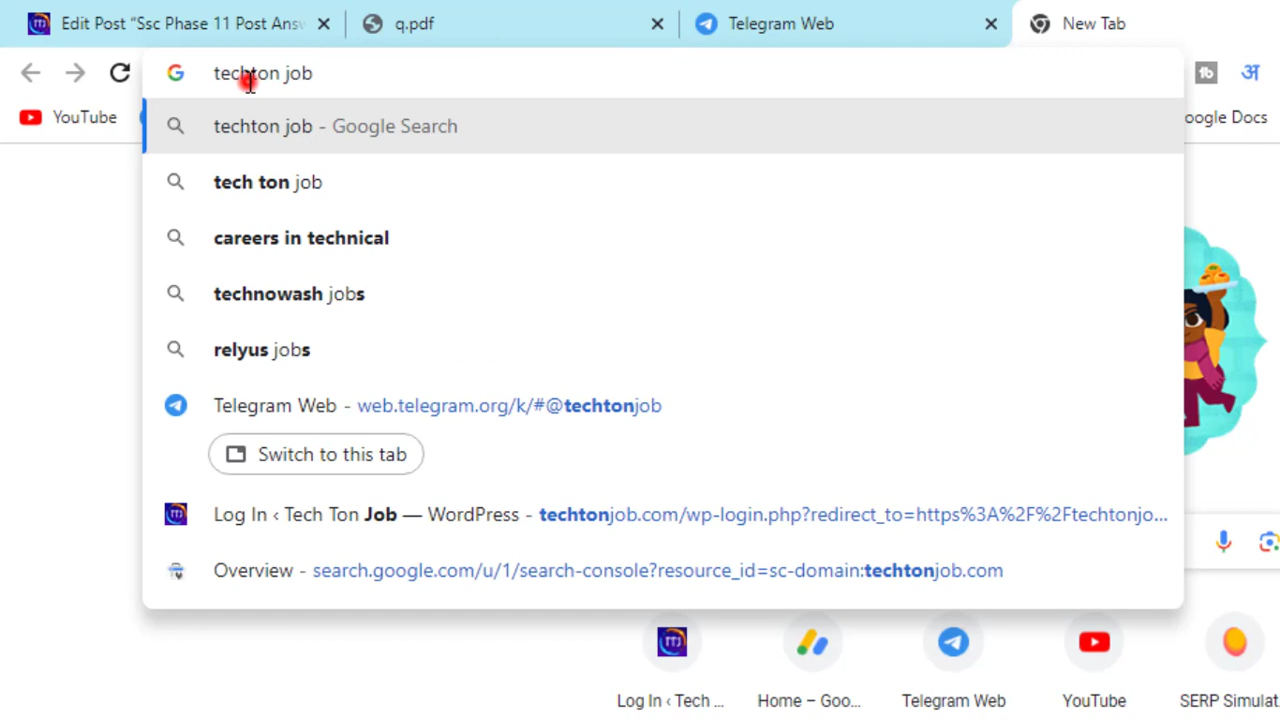 Edit Post “Ssc Phase 11 Post Answ
q.pdf
Telegram Web
New Tab
techton job
YouTube
oogle Docs
techton job - Google Search
tech ton job
careers in technical
technowash jobs
relyus jobs
Telegram Web - web.telegram.org/k/#@techtonjob
Switch to this tab
Log In ‹ Tech Ton Job — WordPress - techtonjob.com/wp-login.php?redirect_to=https%3A%2F%2Ftechtonjo...
Overview - search.google.com/u/1/search-console?resource_id=sc-domain:techtonjob.com
Log In ‹ Tech ...
Home – Goo...
Telegram Web
YouTube
SERP Simulat